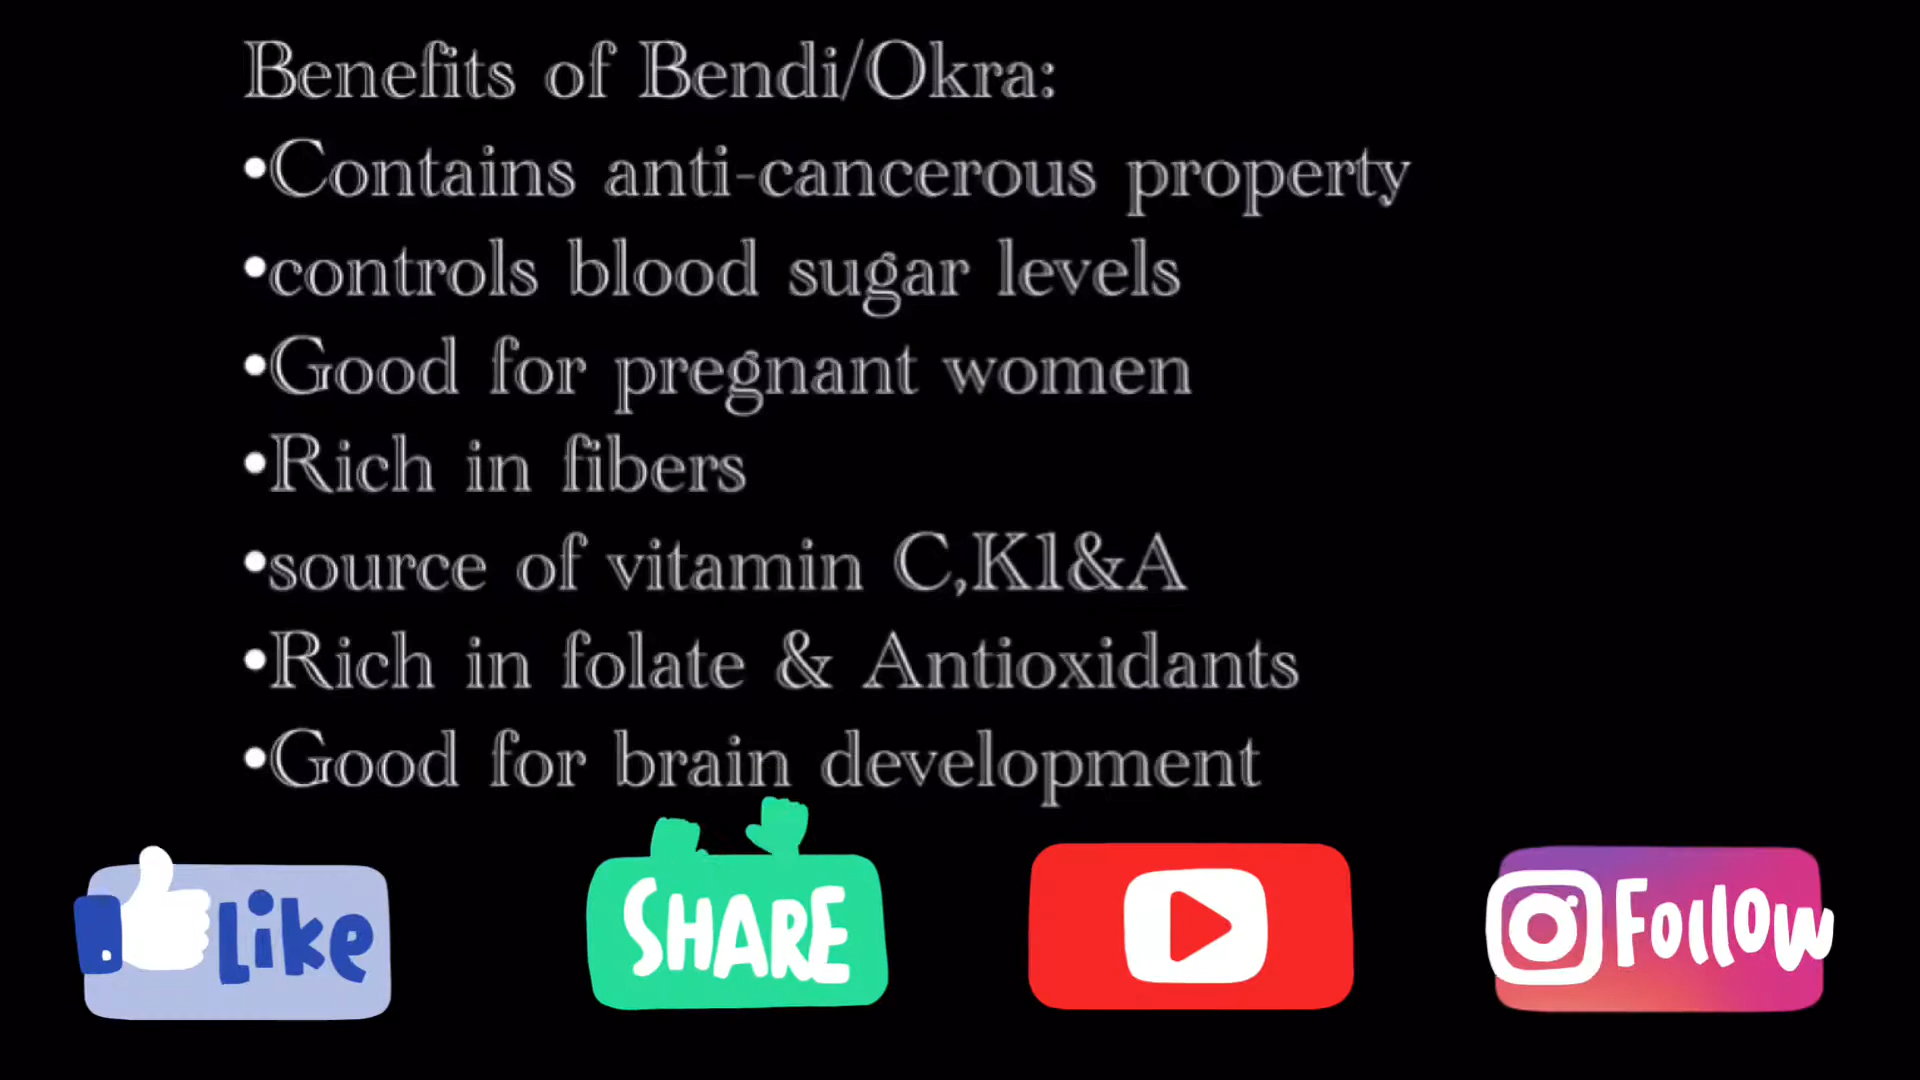 Benefits of Bendi/Okra:
•Contains anti-cancerous property
•controls blood sugar levels
•Good for pregnant women
•Rich in fibers
•source of vitamin C,K1&A
•Rich in folate & Antioxidants
•Good for brain development
Like
SHARE
Follow